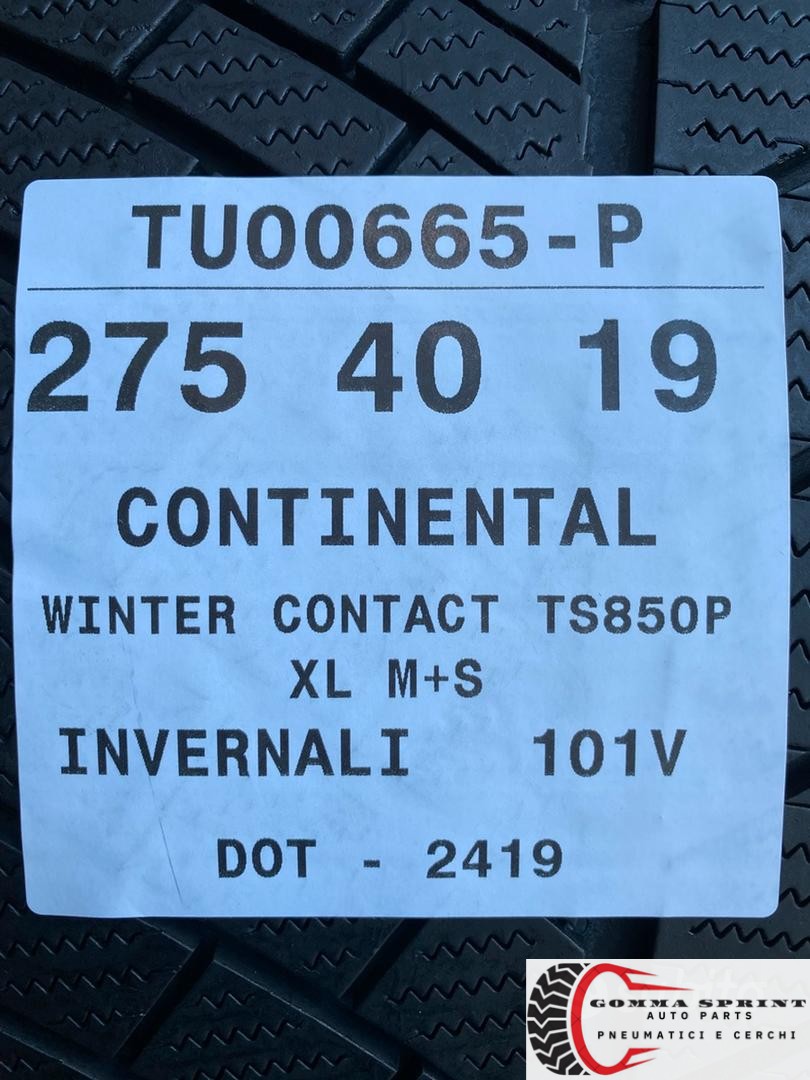 TU00665-P
275 40 19
CONTINENTAL
WINTER CONTACT TS850P
XL M+S
INVERNALI 101V
DOT - 2419
GOMMA SPRINT
AUTO PARTS
PNEUMATICI E CERCHI